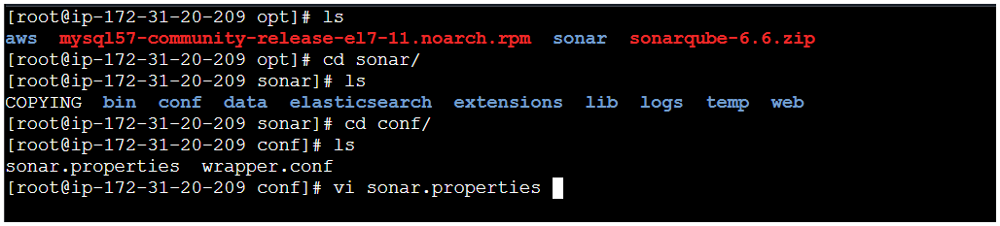 [root@ip-172-31-20-209 opt]# ls
aws  mysql57-community-release-el7-11.noarch.rpm  sonar  sonarqube-6.6.zip
[root@ip-172-31-20-209 opt]# cd sonar/
[root@ip-172-31-20-209 sonar]# ls
COPYING  bin  conf  data  elasticsearch  extensions  lib  logs  temp  web
[root@ip-172-31-20-209 sonar]# cd conf/
[root@ip-172-31-20-209 conf]# ls
sonar.properties  wrapper.conf
[root@ip-172-31-20-209 conf]# vi sonar.properties